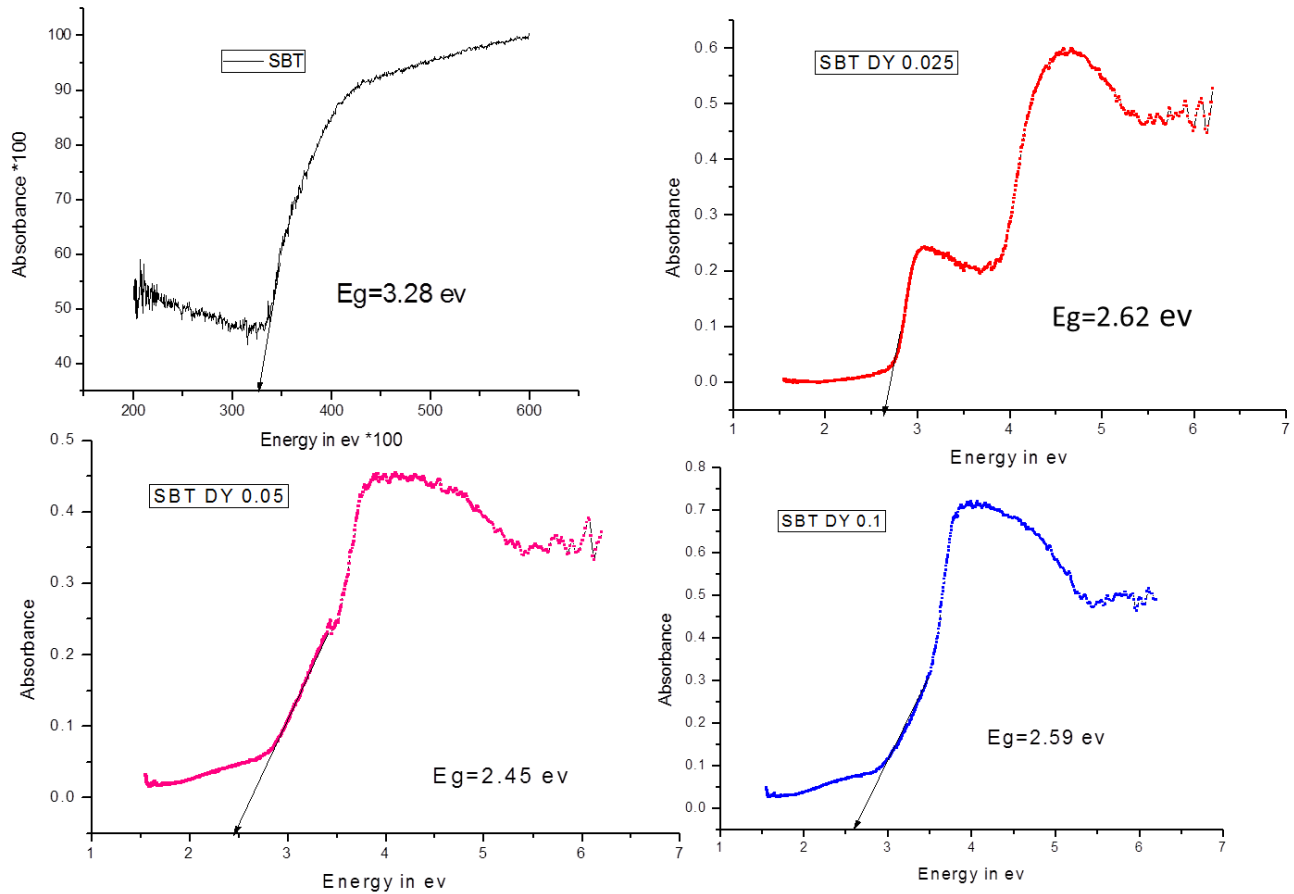 SBT
Absorbance *100
100
90
80
70
60
50
40
Eg=3.28 ev
200 300 400 500 600
Energy in ev *100
SBT DY 0.025
Absorbance
0.6
0.5
0.4
0.3
0.2
0.1
0.0
Eg=2.62 ev
1 2 3 4 5 6 7
Energy in ev
SBT DY 0.05
Absorbance
0.5
0.4
0.3
0.2
0.1
0.0
Eg=2.45 ev
1 2 3 4 5 6 7
Energy in ev
SBT DY 0.1
Absorbance
0.8
0.7
0.6
0.5
0.4
0.3
0.2
0.1
0.0
Eg=2.59 ev
1 2 3 4 5 6 7
Energy in ev